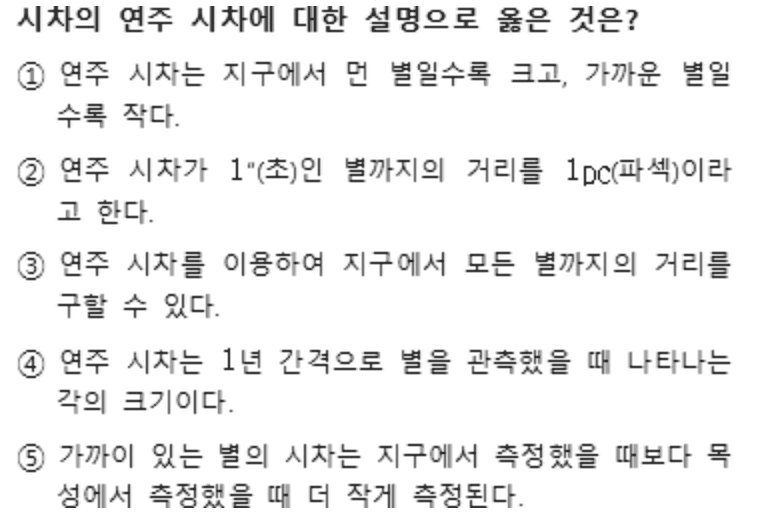 시차의 연주 시차에 대한 설명으로 옳은 것은?
① 연주 시차는 지구에서 먼 별일수록 크고, 가까운 별일
수록 작다.
② 연주 시차가 1"(초)인 별까지의 거리를 1pc(파섹)이라
고 한다.
③ 연주 시차를 이용하여 지구에서 모든 별까지의 거리를
구할 수 있다.
④ 연주 시차는 1년 간격으로 별을 관측했을 때 나타나는
각의 크기이다.
⑤ 가까이 있는 별의 시차는 지구에서 측정했을 때보다 목
성에서 측정했을 때 더 작게 측정된다.